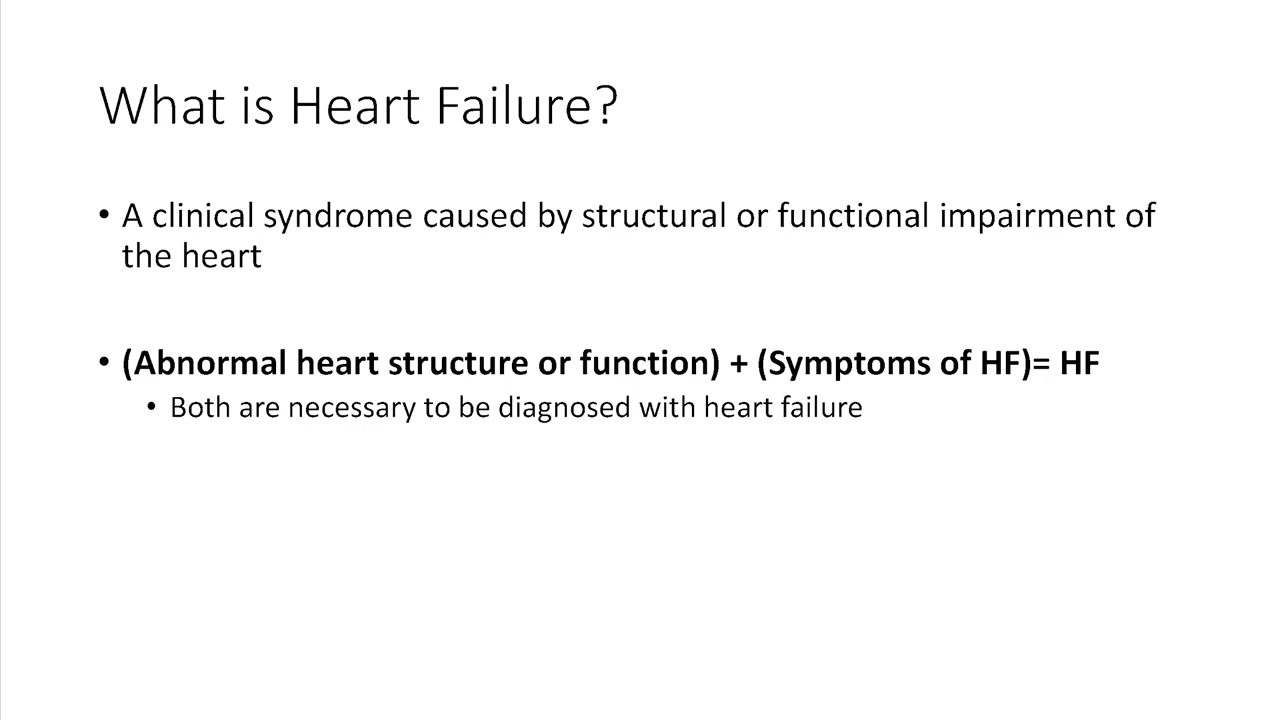 What is Heart Failure?
• A clinical syndrome caused by structural or functional impairment of
the heart
• (Abnormal heart structure or function) + (Symptoms of HF)= HF
• Both are necessary to be diagnosed with heart failure